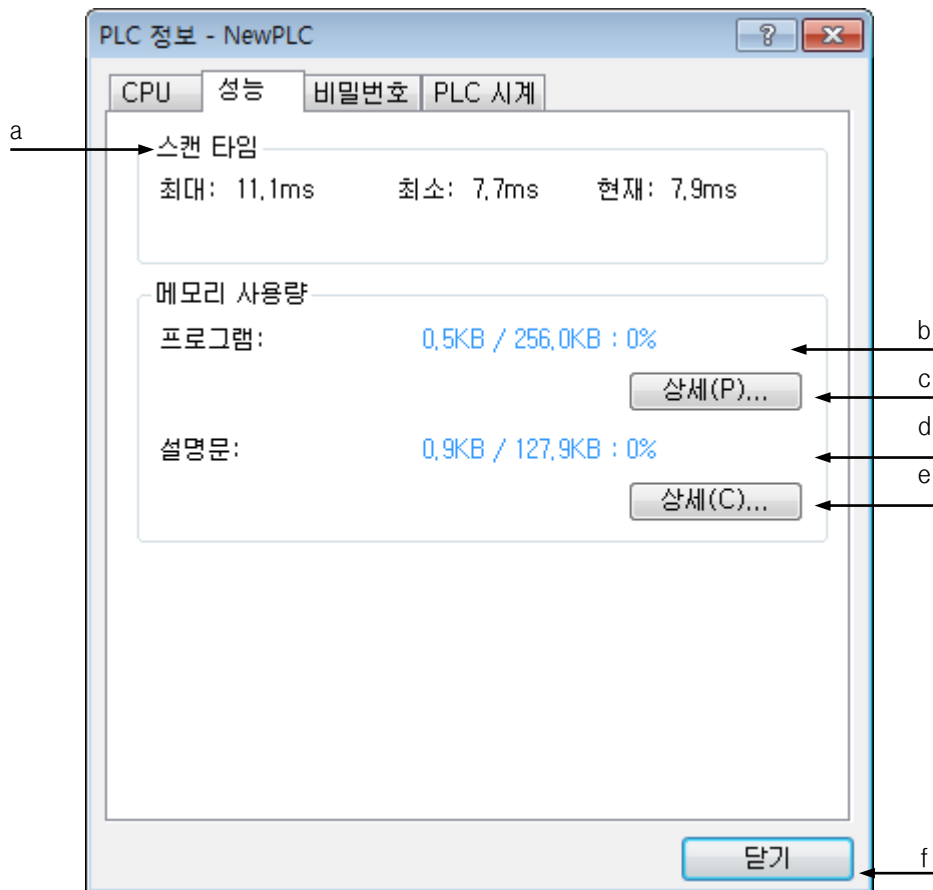 PLC 정보 - NewPLC
CPU 성능 비밀번호 PLC 시계
a
스캔 타임
최대: 11,1ms 최소: 7,7ms 현재: 7,9ms
메모리 사용량
프로그램: 0,5KB / 256,0KB : 0%
b
상세(P)...
c
설명문: 0,9KB / 127,9KB : 0%
d
상세(C)...
e
닫기
f